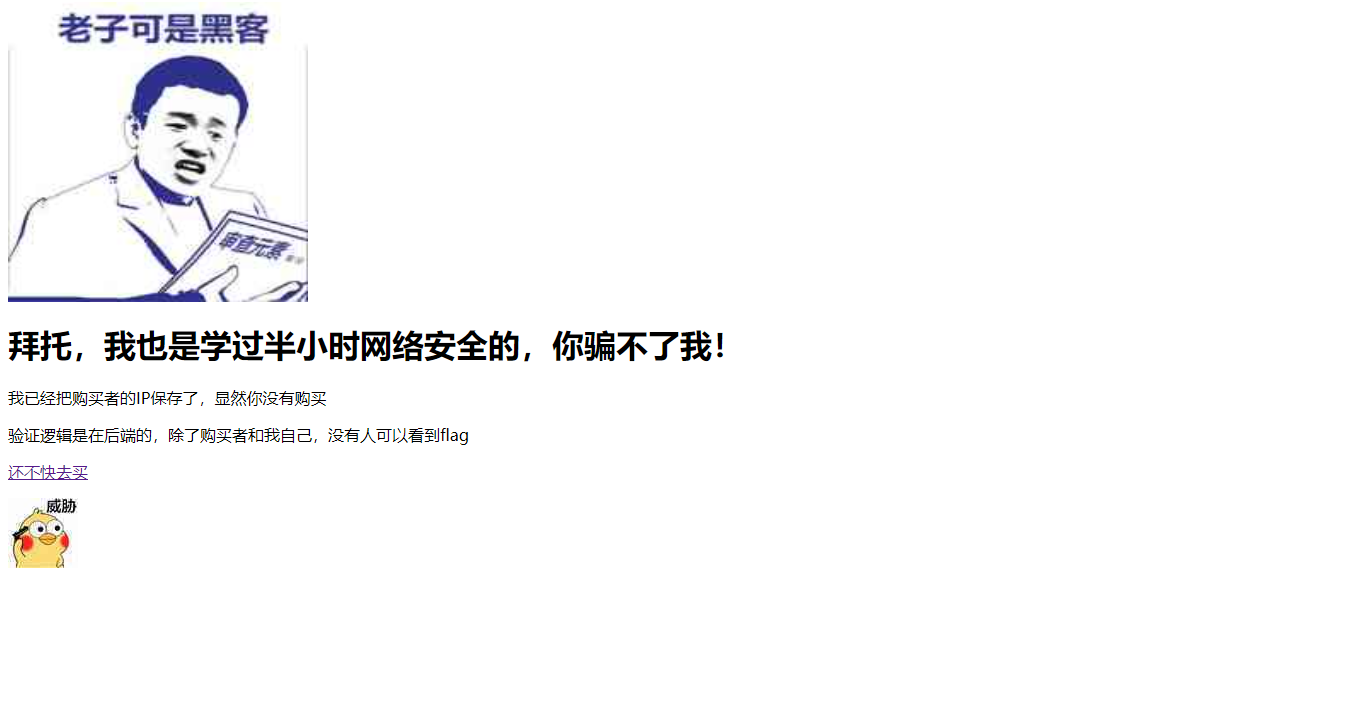 老子可是黑客
审查元素
拜托，我也是学过半小时网络安全的，你骗不了我！
我已经把购买者的IP保存了，显然你没有购买
验证逻辑是在后端的，除了购买者和我自己，没有人可以看到flag
还不快去买
威胁